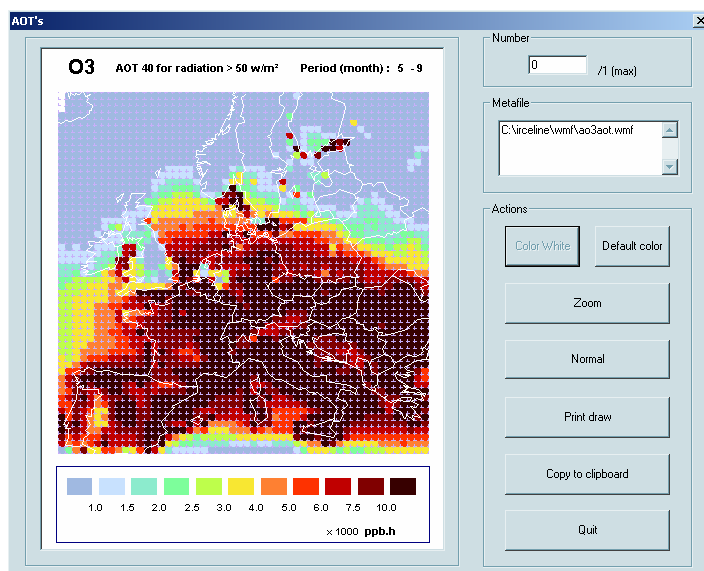 AOT's
O3 AOT 40 for radiation > 50 w/m² Period (month) : 5 - 9
1.0 1.5 2.0 2.5 3.0 4.0 5.0 6.0 7.5 10.0
x 1000 ppb.h
Number
0 /1 (max)
Metafile
C:\irceline\wmf\ao3aot.wmf
Actions
Color White Default color
Zoom
Normal
Print draw
Copy to clipboard
Quit